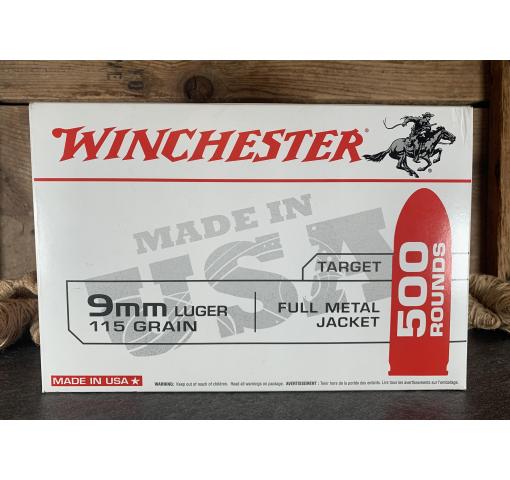 WINCHESTER®
MADE IN
USA
TARGET
9mm LUGER
115 GRAIN
FULL METAL
JACKET
500
ROUNDS
MADE IN USA
WARNING: Keep out of reach of children. Read all warnings on package. AVERTISSEMENT : Tenir hors de la portée des enfants. Lire tous les avertissements sur l'emballage.